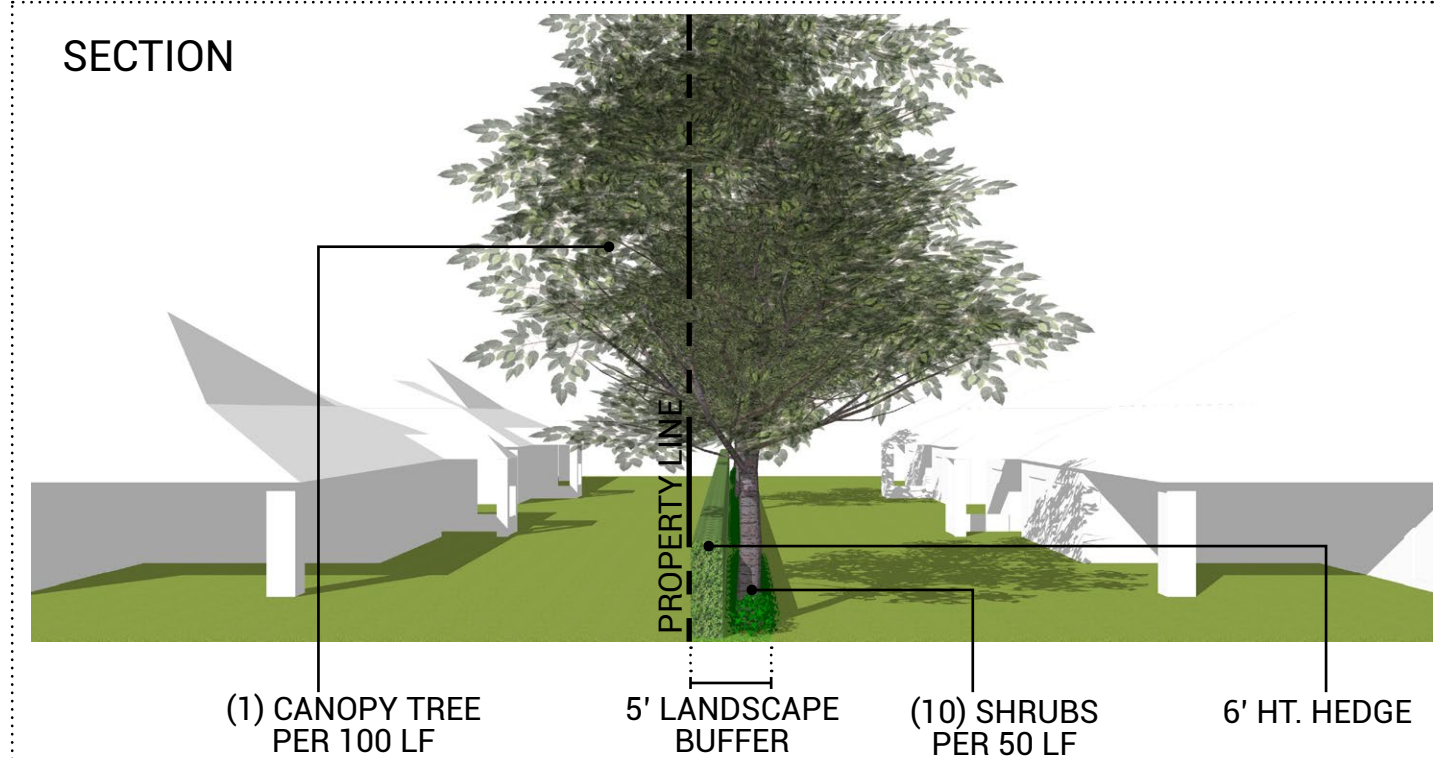 SECTION
PROPERTY LINE
(1) CANOPY TREE
PER 100 LF
5' LANDSCAPE
BUFFER
(10) SHRUBS
PER 50 LF
6' HT. HEDGE